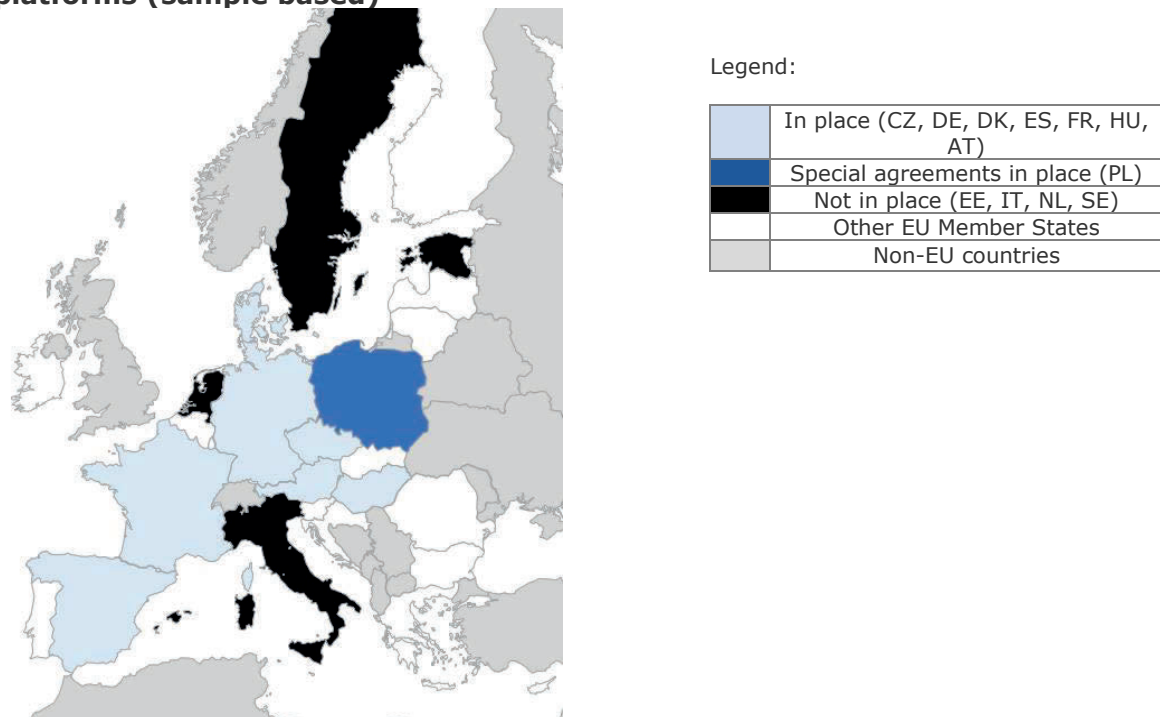 platforms (sample based)
Legend:
In place (CZ, DE, DK, ES, FR, HU,
AT)
Special agreements in place (PL)
Not in place (EE, IT, NL, SE)
Other EU Member States
Non-EU countries